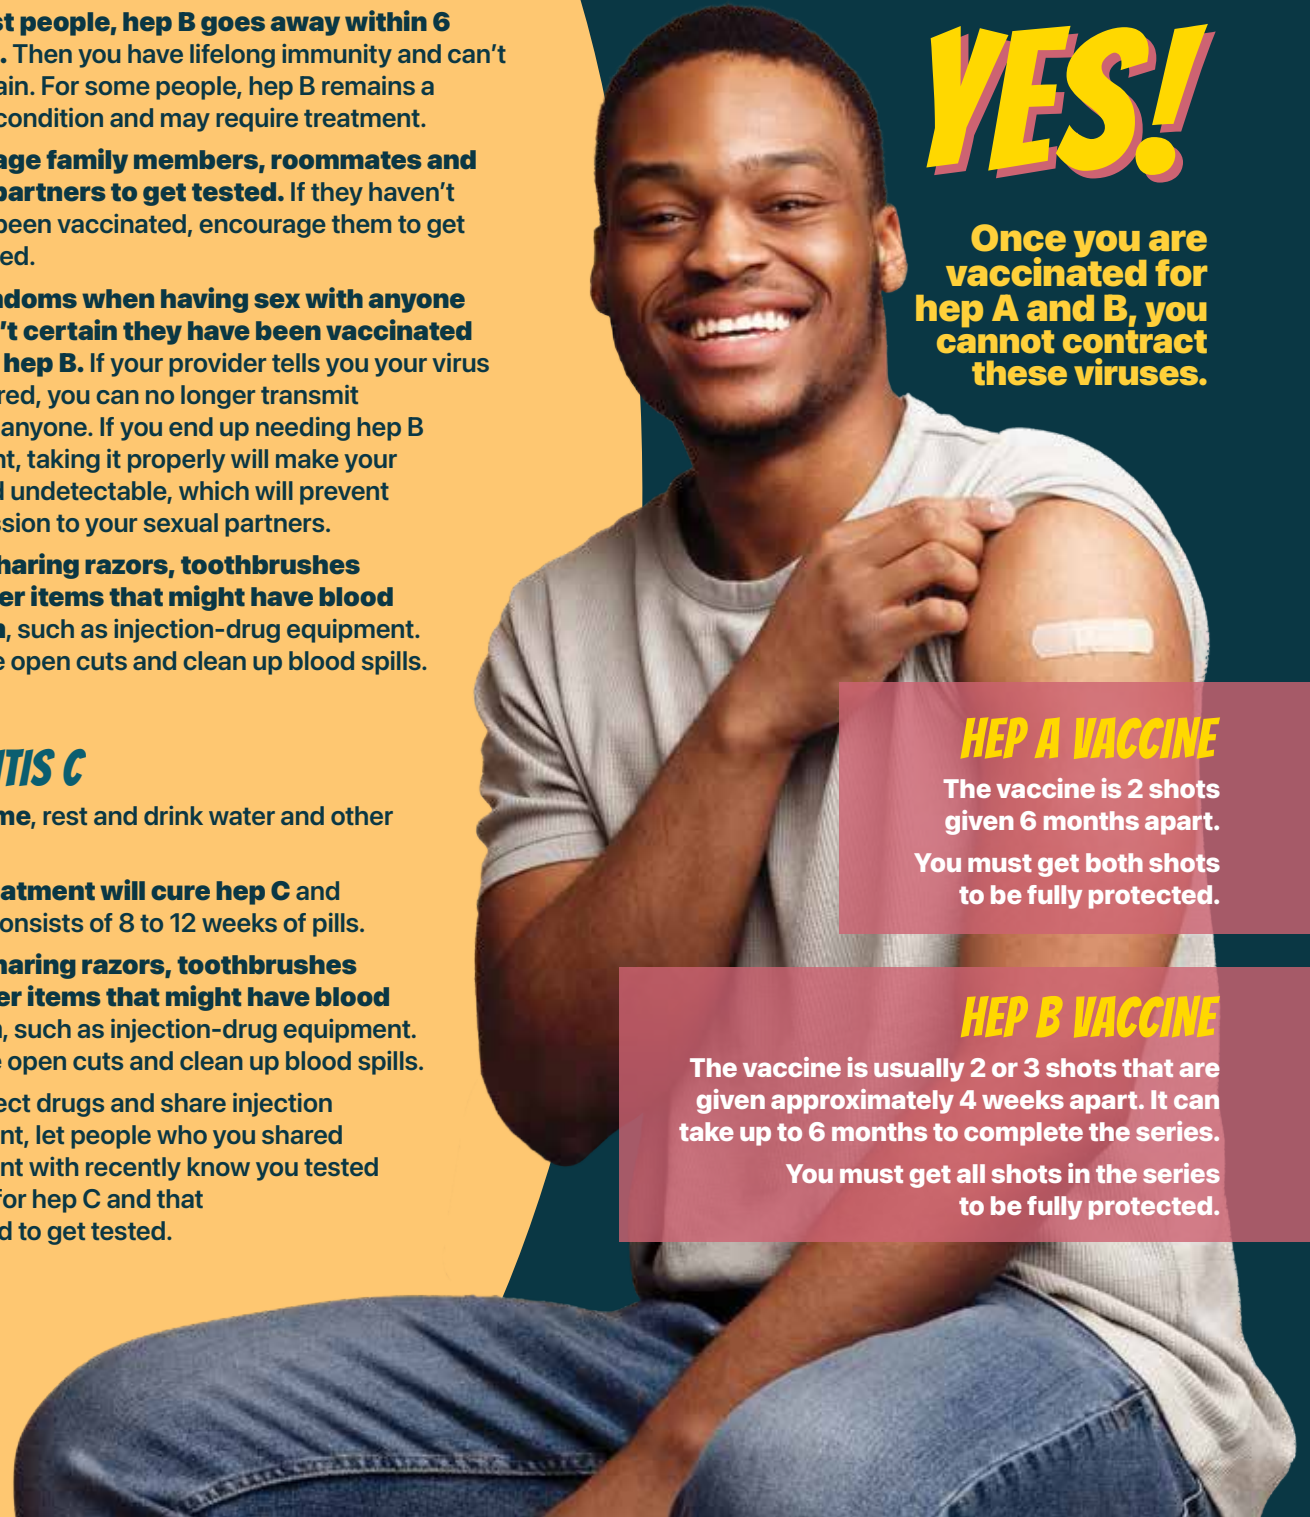 st people, hep B goes away within 6
. Then you have lifelong immunity and can't
ain. For some people, hep B remains a
condition and may require treatment.
age family members, roommates and
partners to get tested. If they haven't
been vaccinated, encourage them to get
ed.
ndoms when having sex with anyone
't certain they have been vaccinated
hep B. If your provider tells you your virus
red, you can no longer transmit
anyone. If you end up needing hep B
nt, taking it properly will make your
d undetectable, which will prevent
ssion to your sexual partners.
haring razors, toothbrushes
er items that might have blood
n, such as injection-drug equipment.
e open cuts and clean up blood spills.
TIS C
me, rest and drink water and other
eatment will cure hep C and
onsists of 8 to 12 weeks of pills.
haring razors, toothbrushes
er items that might have blood
n, such as injection-drug equipment.
e open cuts and clean up blood spills.
ect drugs and share injection
nt, let people who you shared
nt with recently know you tested
for hep C and that
d to get tested.
YES!
Once you are
vaccinated for
hep A and B, you
cannot contract
these viruses.
HEP A VACCINE
The vaccine is 2 shots
given 6 months apart.
You must get both shots
to be fully protected.
HEP B VACCINE
The vaccine is usually 2 or 3 shots that are
given approximately 4 weeks apart. It can
take up to 6 months to complete the series.
You must get all shots in the series
to be fully protected.